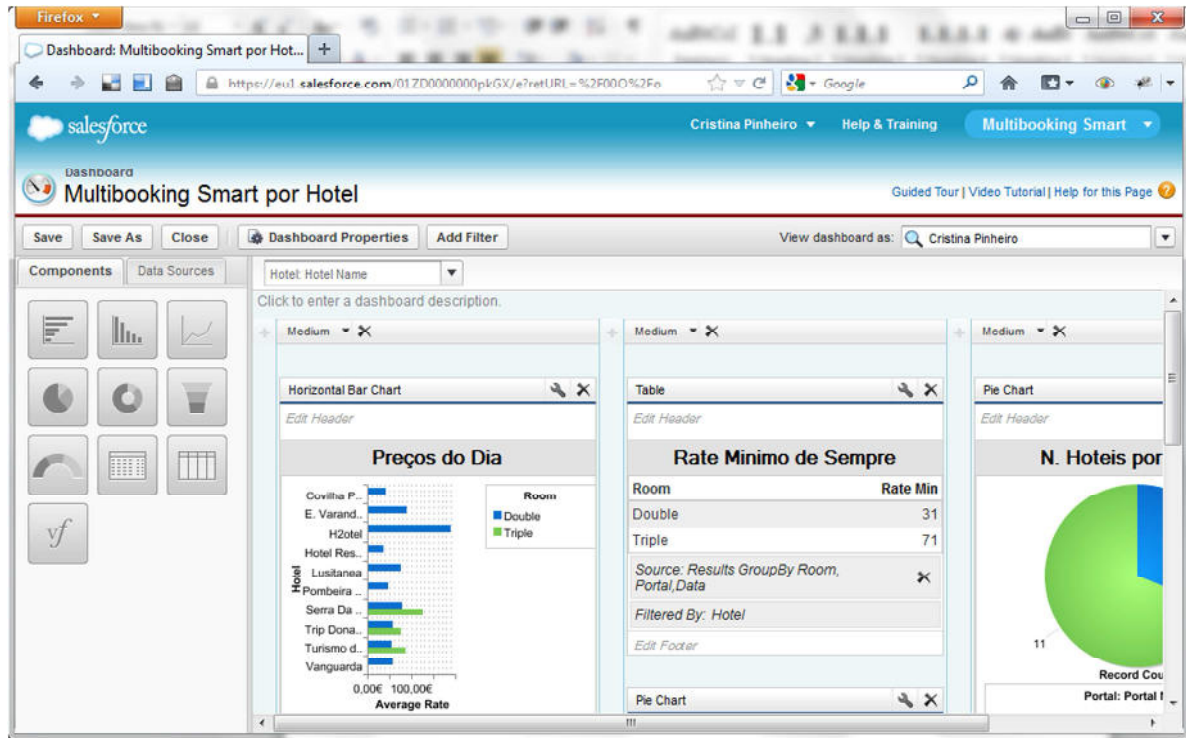 Firefox
Dashboard: Multibooking Smart por Hot...
https://eu1.salesforce.com/01ZD0000000pkGX/e?retURL=%2F00O%2Fo
Google
salesforce
Cristina Pinheiro
Help & Training
Multibooking Smart
Dashboard
Multibooking Smart por Hotel
Guided Tour | Video Tutorial | Help for this Page
Save
Save As
Close
Dashboard Properties
Add Filter
View dashboard as:
Cristina Pinheiro
Components
Data Sources
Hotel: Hotel Name
Click to enter a dashboard description.
Medium
Medium
Medium
Horizontal Bar Chart
Edit Header
Preços do Dia
Hotel
Covilha P...
E. Varand..
H2otel
Hotel Res..
Lusitanea
Pombeira ..
Serra Da ..
Trip Dona..
Turismo d..
Vanguarda
0,00€ 100,00€
Average Rate
Room
Double
Triple
Table
Edit Header
Rate Minimo de Sempre
Room Rate Min
Double 31
Triple 71
Source: Results GroupBy Room,
Portal,Data
Filtered By: Hotel
Edit Footer
Pie Chart
Pie Chart
Edit Header
N. Hoteis por
11
Record Cou
Portal: Portal
vf